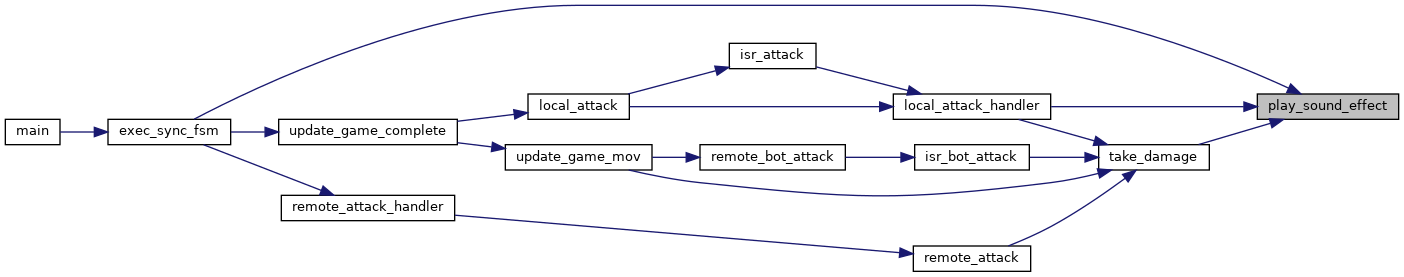 main
exec_sync_fsm
update_game_complete
remote_attack_handler
local_attack
update_game_mov
isr_attack
remote_bot_attack
local_attack_handler
isr_bot_attack
remote_attack
take_damage
play_sound_effect